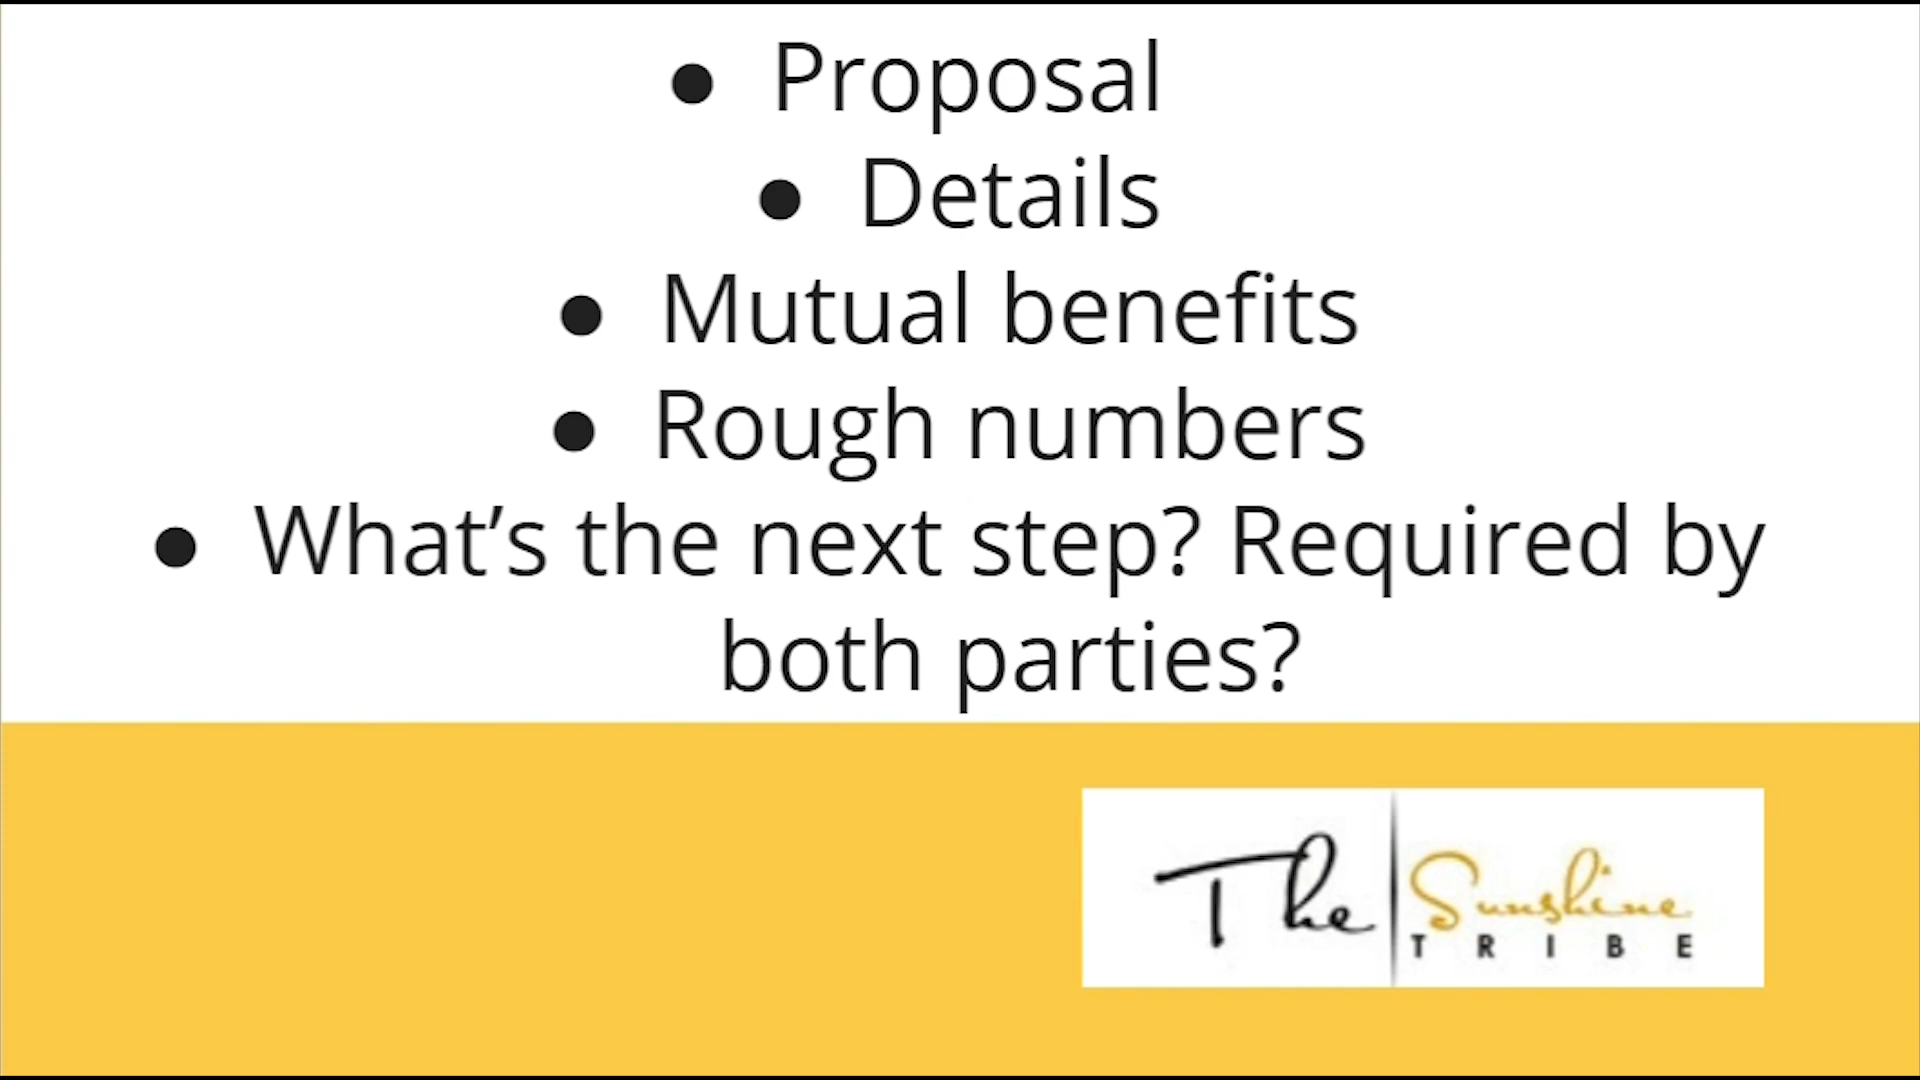 ● Proposal
● Details
● Mutual benefits
● Rough numbers
● What’s the next step? Required by
both parties?
The Sunshine
TRIBE